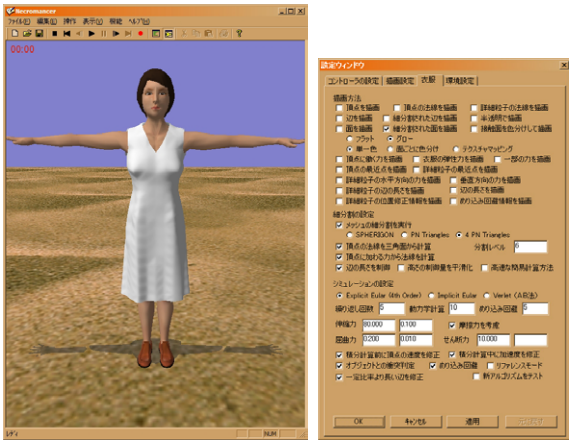 Necromancer
ファイル(F) 編集(E) 操作 表示(V) 機能 ヘルプ(H)
00:00
レディ
NUM
設定ウィンドウ
コントローラの設定 描画設定 衣服 環境設定
描画方法
頂点を描画 頂点の法線を描画 詳細粒子の法線を描画
辺を描画 細分割された辺を描画 半透明で描画
面を描画 細分割された面を描画 接触面を色分けして描画
フラット グロー
単一色 面ごとに色分け テクスチャマッピング
頂点に働く力を描画 衣服の弾性力を描画 一部の力を描画
頂点の最近点を描画 詳細粒子の最近点を描画
詳細粒子の水平方向の力を描画 垂直方向の力を描画
詳細粒子の辺の長さを描画 辺の長さを描画
詳細粒子の位置修正情報を描画 めり込み回避情報を描画
細分割の設定
メッシュの細分割を実行
SPHERIGON PN Triangles 4 PN Triangles
頂点の法線を三角面から計算 分割レベル 6
頂点に加わる力から法線を計算
辺の長さを制御 高さの制御量を平滑化 高速な簡易計算方法
シミュレーションの設定
Explicit Euler (4th Order) Implicit Euler Verlet
繰り返し回数 5 動力学計算 10 めり込み回避 5
伸縮力 80.000 0.100 摩擦力を考慮
屈曲力 0.200 0.010 せん断力 10.000
積分計算前に頂点の速度を修正 積分計算中に加速度を修正
オブジェクトとの衝突判定 めり込み回避 リファレンスモード
一定比率より長い辺を修正 新アルゴリズムをテスト
OK キャンセル 適用